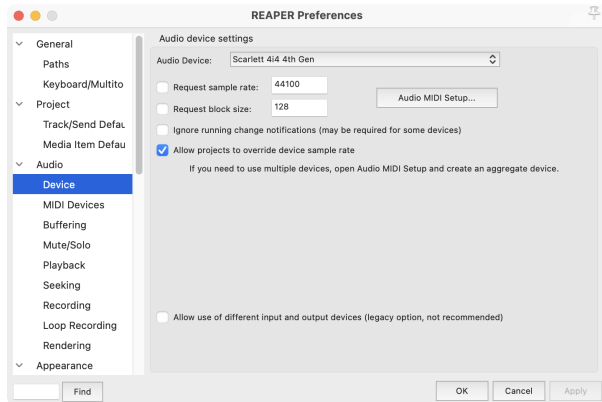 REAPER Preferences
General
Paths
Keyboard/Multito
Project
Track/Send Defau
Media Item Defau
Audio
Device
MIDI Devices
Buffering
Mute/Solo
Playback
Seeking
Recording
Loop Recording
Rendering
Appearance
Find
Audio device settings
Audio Device: Scarlett 4i4 4th Gen
Request sample rate: 44100
Request block size: 128
Audio MIDI Setup...
Ignore running change notifications (may be required for some devices)
Allow projects to override device sample rate
If you need to use multiple devices, open Audio MIDI Setup and create an aggregate device.
Allow use of different input and output devices (legacy option, not recommended)
OK Cancel Apply